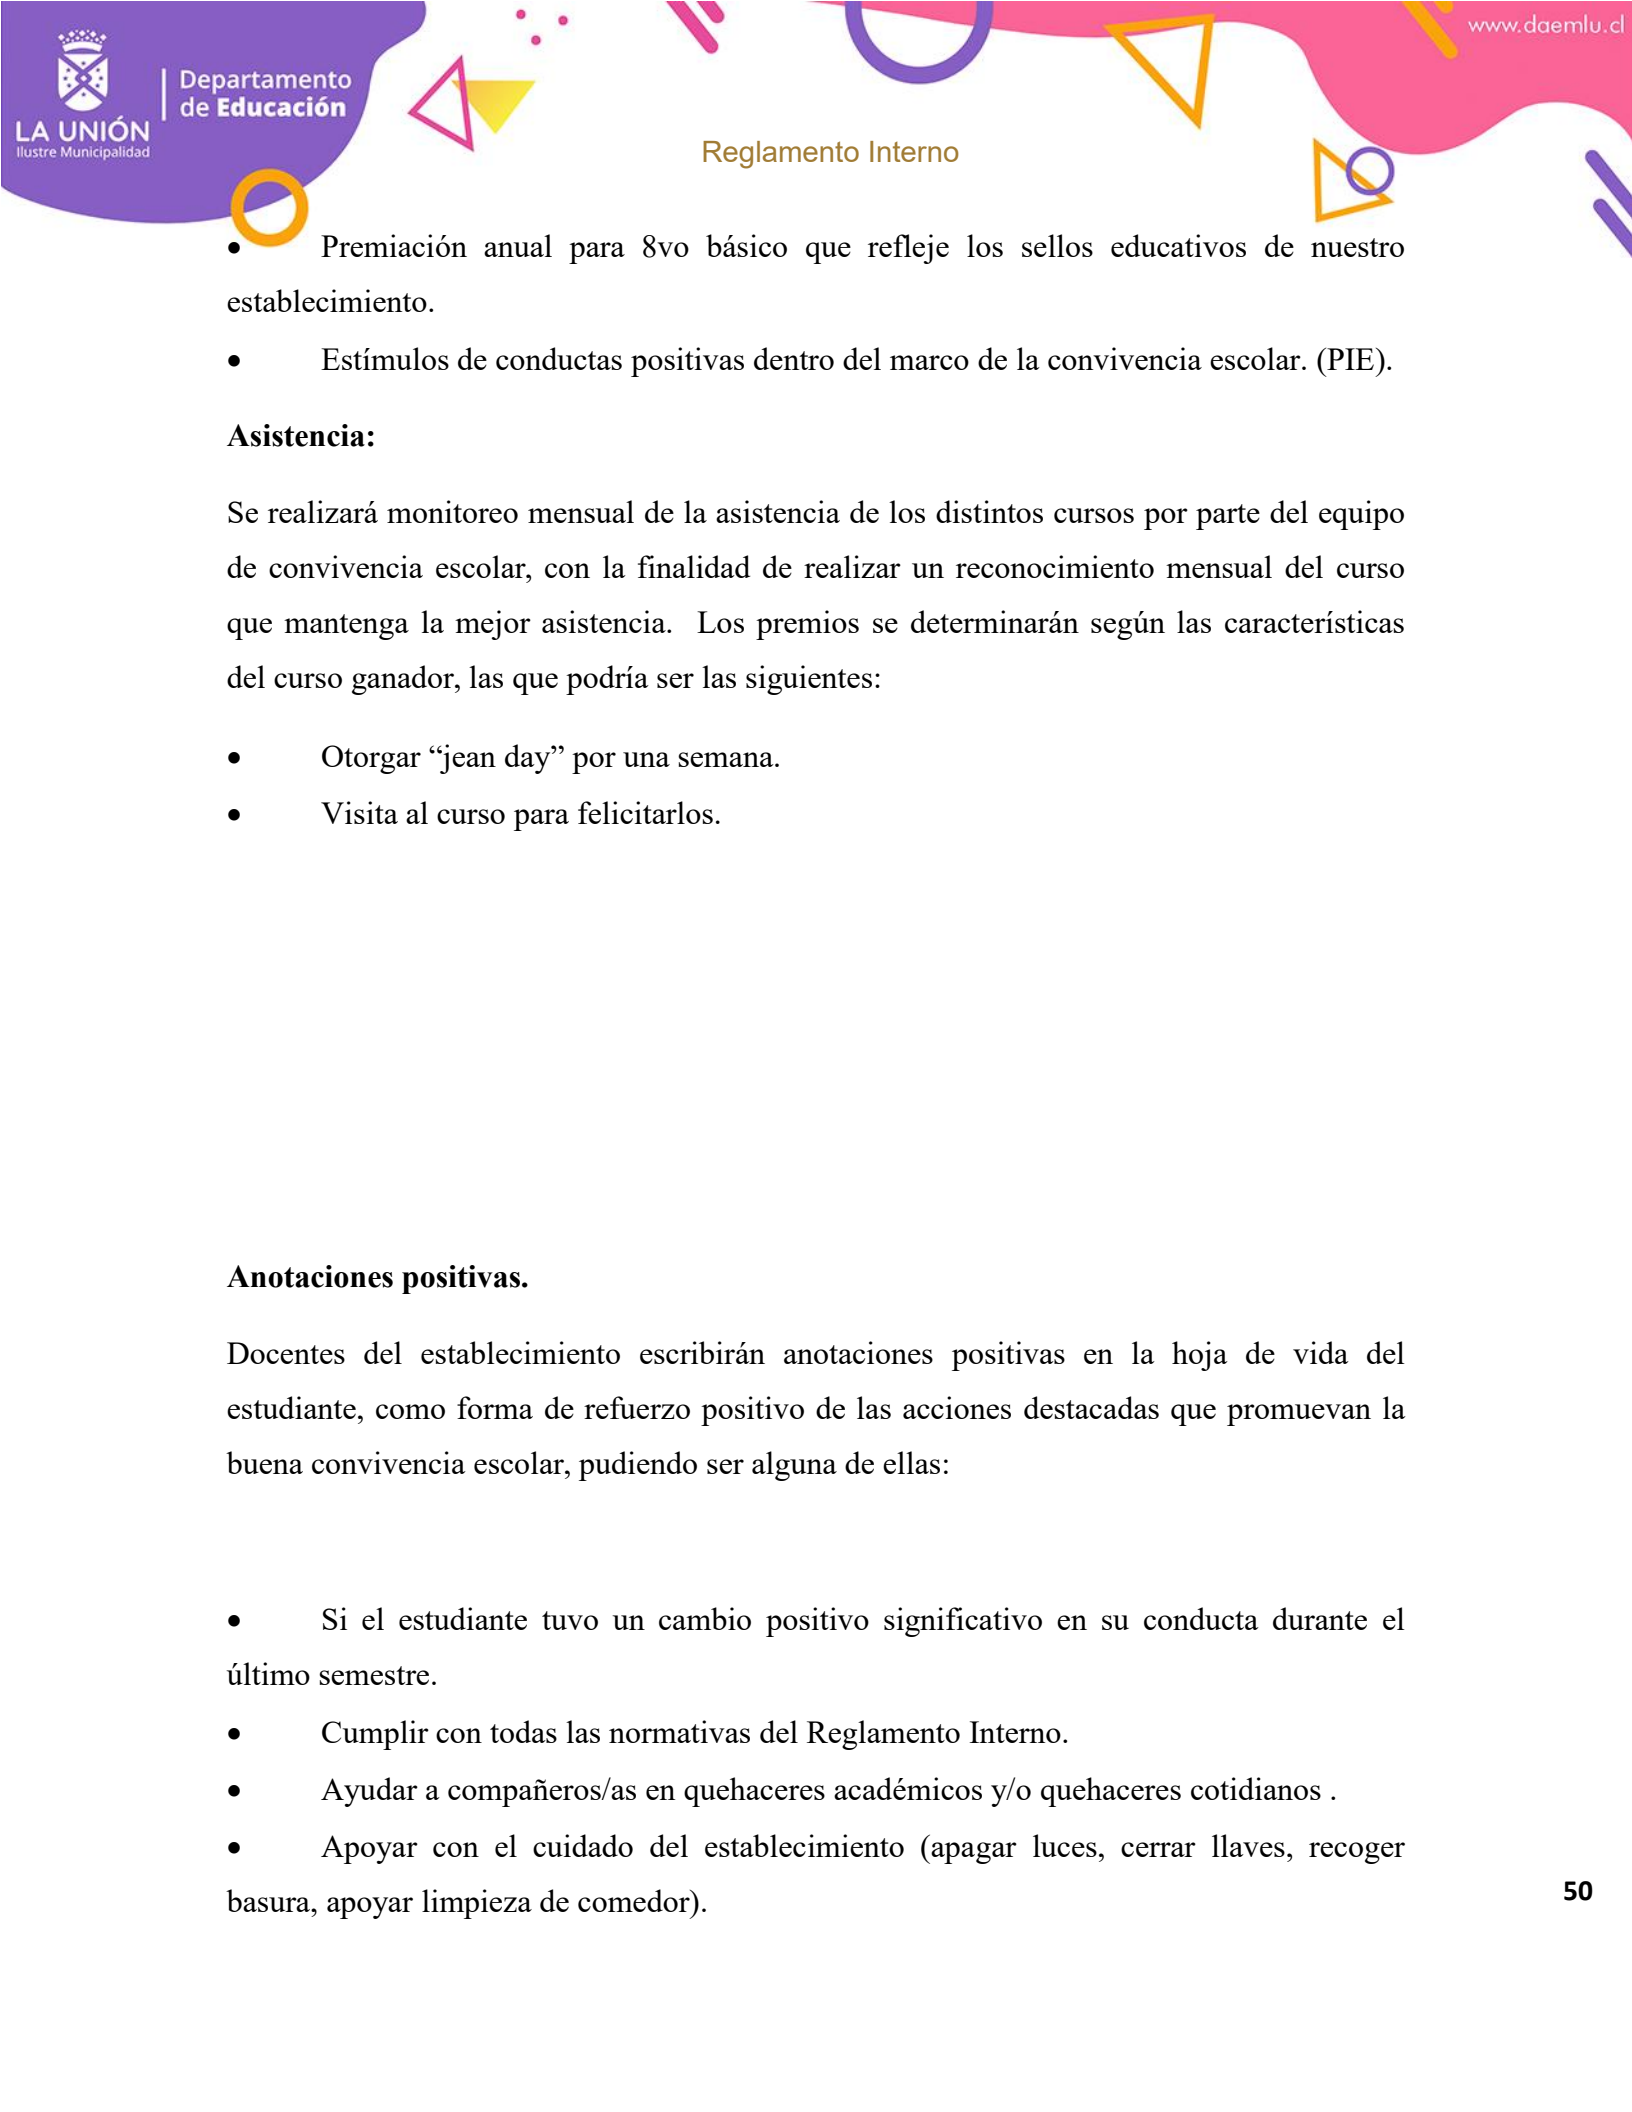 www.daemlu.cl
Departamento
de Educación
LA UNIÓN
Ilustre Municipalidad
Reglamento Interno
• Premiación anual para 8vo básico que refleje los sellos educativos de nuestro
establecimiento.
• Estímulos de conductas positivas dentro del marco de la convivencia escolar. (PIE).
Asistencia:
Se realizará monitoreo mensual de la asistencia de los distintos cursos por parte del equipo
de convivencia escolar, con la finalidad de realizar un reconocimiento mensual del curso
que mantenga la mejor asistencia. Los premios se determinarán según las características
del curso ganador, las que podría ser las siguientes:
• Otorgar “jean day” por una semana.
• Visita al curso para felicitarlos.
Anotaciones positivas.
Docentes del establecimiento escribirán anotaciones positivas en la hoja de vida del
estudiante, como forma de refuerzo positivo de las acciones destacadas que promuevan la
buena convivencia escolar, pudiendo ser alguna de ellas:
• Si el estudiante tuvo un cambio positivo significativo en su conducta durante el
último semestre.
• Cumplir con todas las normativas del Reglamento Interno.
• Ayudar a compañeros/as en quehaceres académicos y/o quehaceres cotidianos .
• Apoyar con el cuidado del establecimiento (apagar luces, cerrar llaves, recoger
basura, apoyar limpieza de comedor).
50